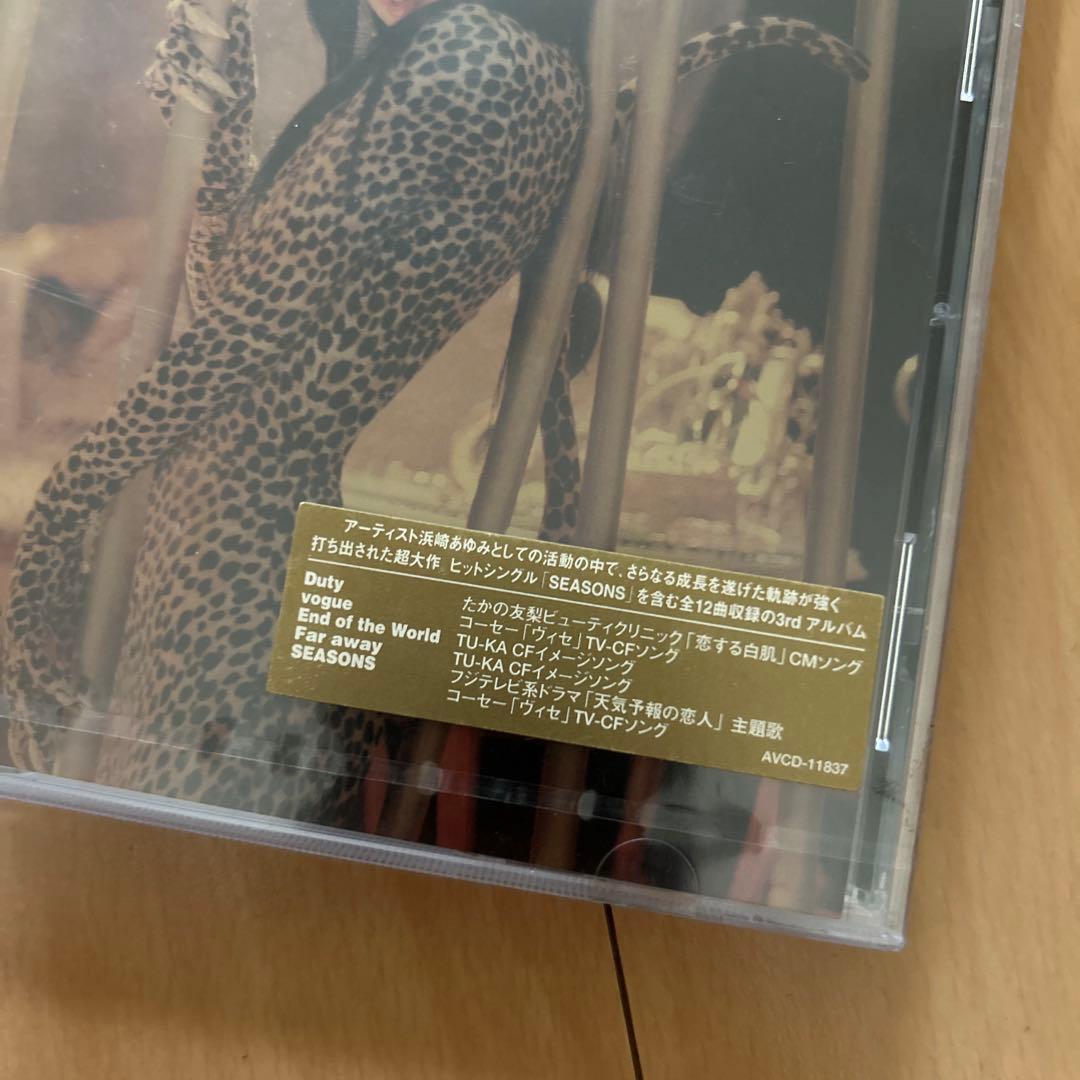 アーティスト浜崎あゆみとしての活動の中で、さらなる成長を遂げた軌跡が強く
打ち出された超大作。ヒットシングル「SEASONS」を含む全12曲収録の3rd アルバム
Duty
たかの友梨ビューティクリニック「恋する白肌」CMソング
vogue
コーセー「ヴィセ」TV-CFソング
End of the World
TU-KA CFイメージソング
Far away
TU-KA CFイメージソング
SEASONS
フジテレビ系ドラマ「天気予報の恋人」主題歌
コーセー「ヴィセ」TV-CFソング
AVCD-11837